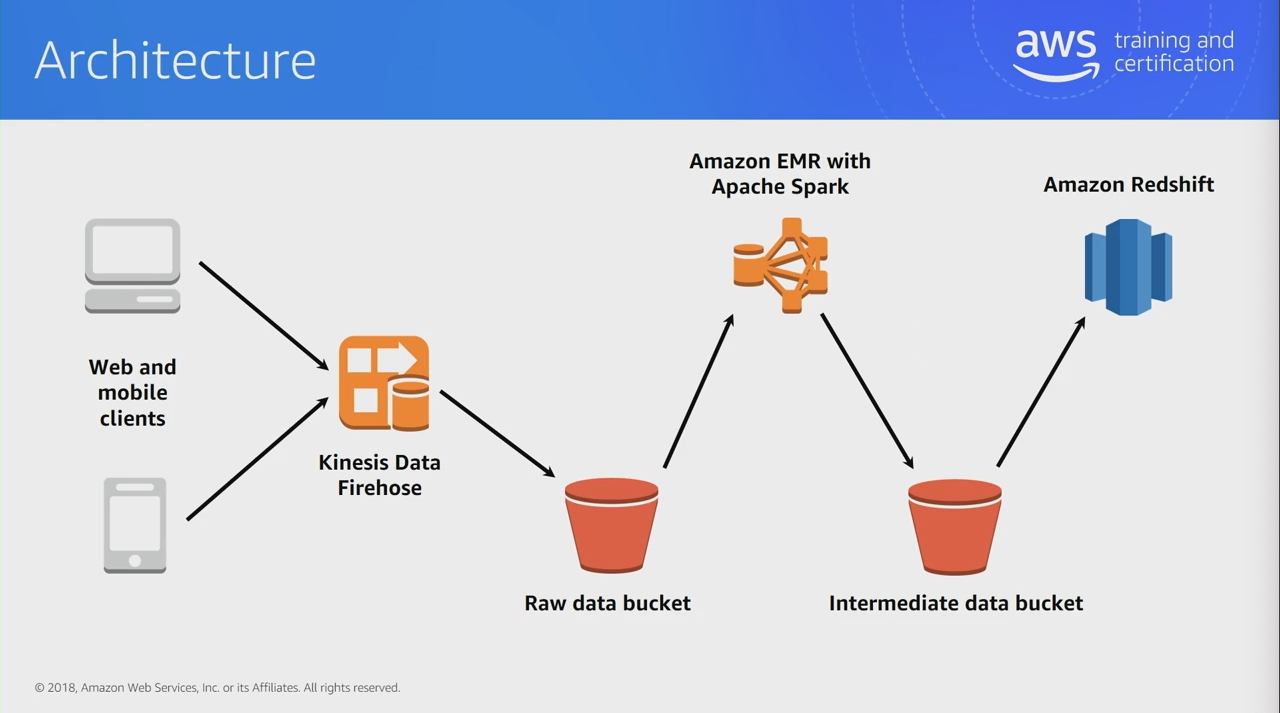 Architecture
aws
training and
certification
Amazon EMR with
Apache Spark
Amazon Redshift
Web and
mobile
clients
Kinesis Data
Firehose
Raw data bucket
Intermediate data bucket
© 2018, Amazon Web Services, Inc. or its Affiliates. All rights reserved.